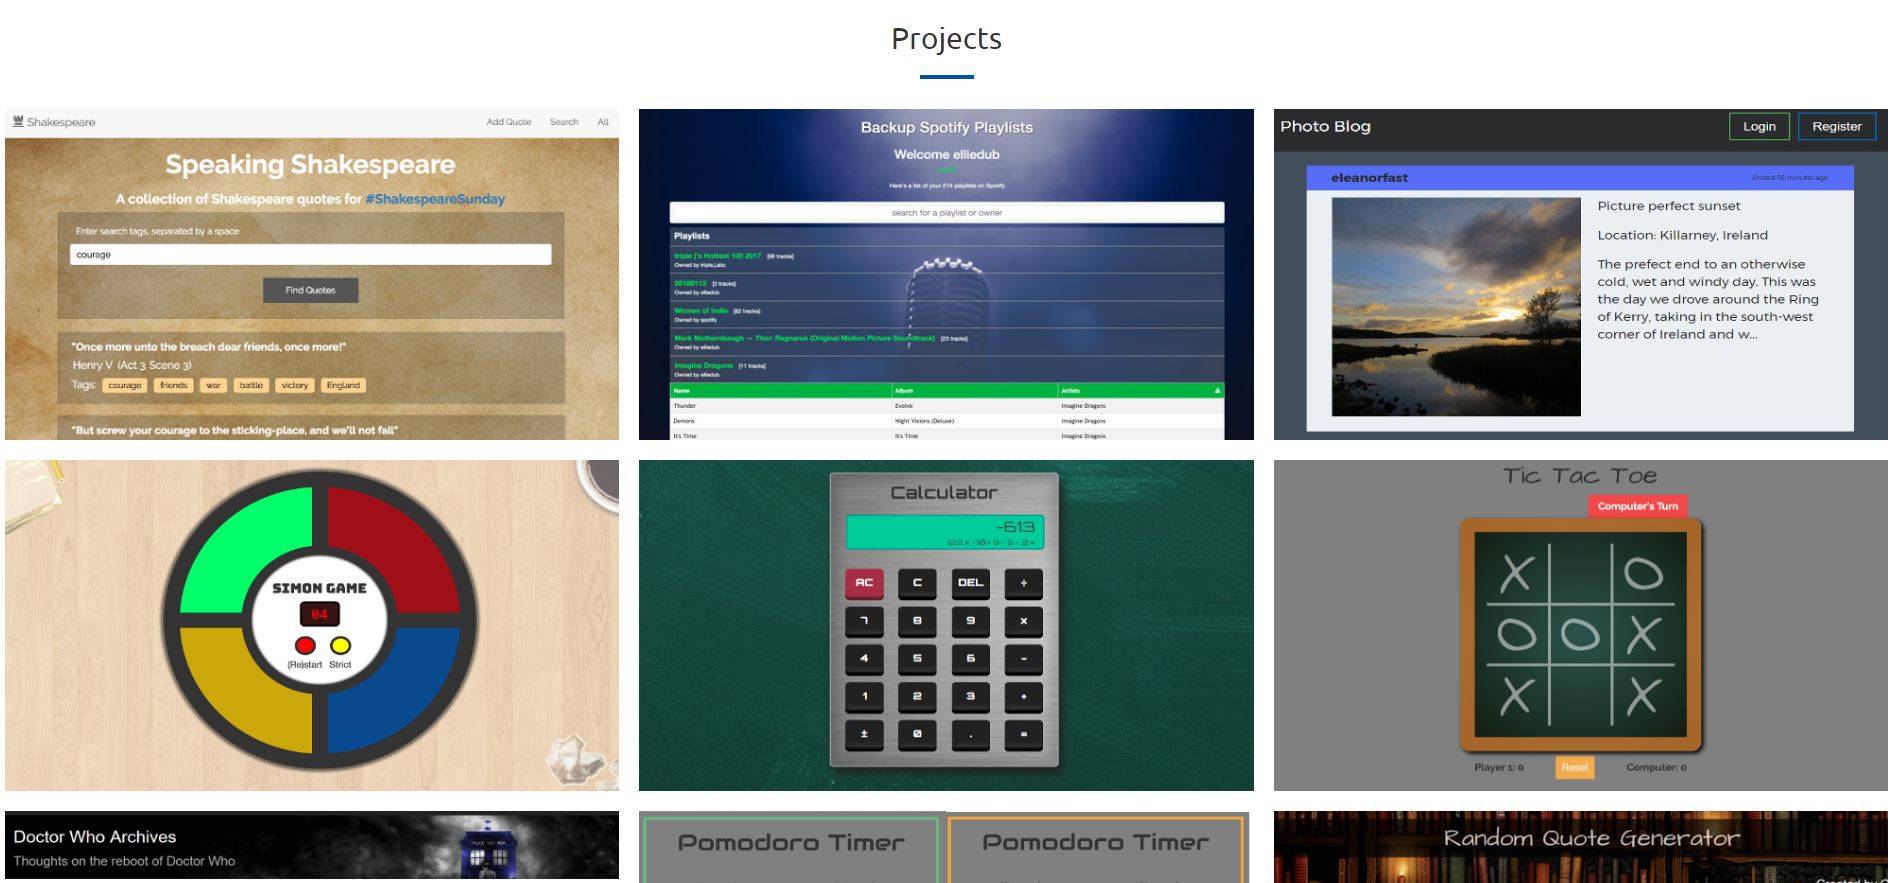 Projects
Shakespeare
Add Quote Search All
Speaking Shakespeare
A collection of Shakespeare quotes for #ShakespeareSunday
Enter search tags, separated by a space
courage
Find Quotes
"Once more unto the breach dear friends, once more!"
Henry V (Act 3 Scene 3)
Tags: courage friends war battle victory England
"But screw your courage to the sticking-place, and we'll not fail"
Backup Spotify Playlists
Welcome elliedub
Here's a list of your 214 playlists on Spotify
search for a playlist or owner
Playlists
triple j's Hottest 100 2017 [98 tracks]
Owned by triple.j.abc
20180112 [3 tracks]
Owned by elliedub
Women of Indie [82 tracks]
Owned by spotify
Mark Mothersbaugh — Thor: Ragnarok (Original Motion Picture Soundtrack) [23 tracks]
Owned by elliedub
Imagine Dragons [11 tracks]
Owned by elliedub
Name Album Artists
Thunder Evolve Imagine Dragons
Demons Night Visions (Deluxe) Imagine Dragons
It's Time It's Time Imagine Dragons
Photo Blog
Login Register
eleanorfast
Posted 36 minutes ago
Picture perfect sunset
Location: Killarney, Ireland
The prefect end to an otherwise
cold, wet and windy day. This was
the day we drove around the Ring
of Kerry, taking in the south-west
corner of Ireland and w...
SIMON GAME
04
(Re)start Strict
Calculator
-613
123 x -10 + 9 - 5 / 2 =
AC C DEL ÷
7 8 9 x
4 5 6 -
1 2 3 +
± 0 . =
Tic Tac Toe
Computer's Turn
X O
O O X
X X
Player 1: 0 Reset Computer: 0
Doctor Who Archives
Thoughts on the reboot of Doctor Who
Pomodoro Timer
Pomodoro Timer
Random Quote Generator